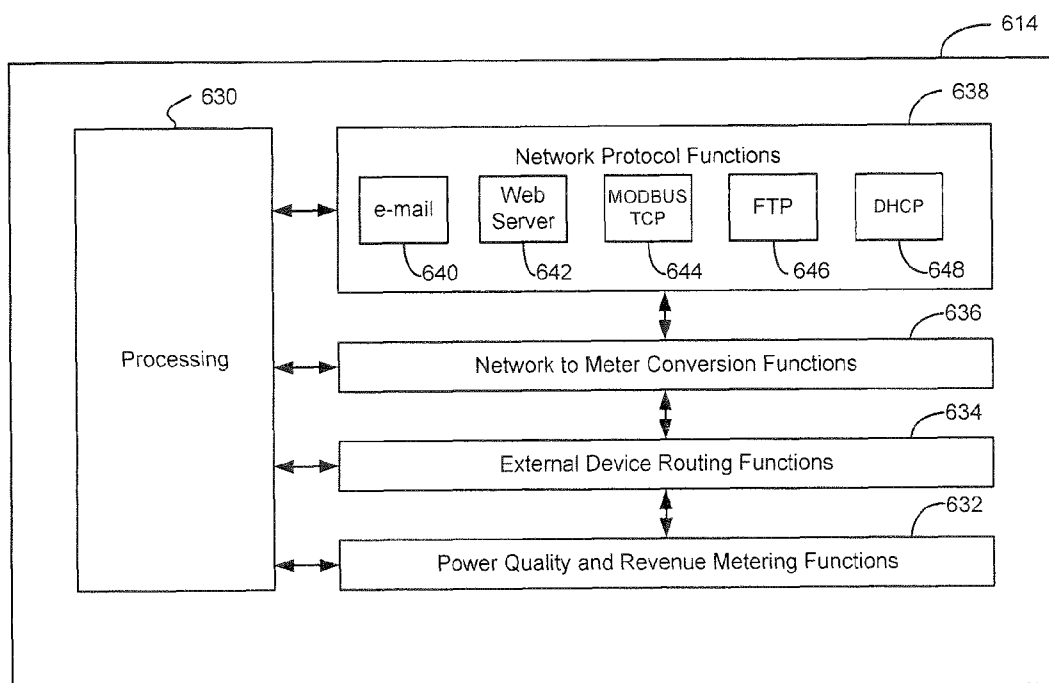 614
630
638
Network Protocol Functions
e-mail
Web
Server
MODBUS
TCP
FTP
DHCP
640
642
644
646
648
636
Processing
Network to Meter Conversion Functions
634
External Device Routing Functions
632
Power Quality and Revenue Metering Functions